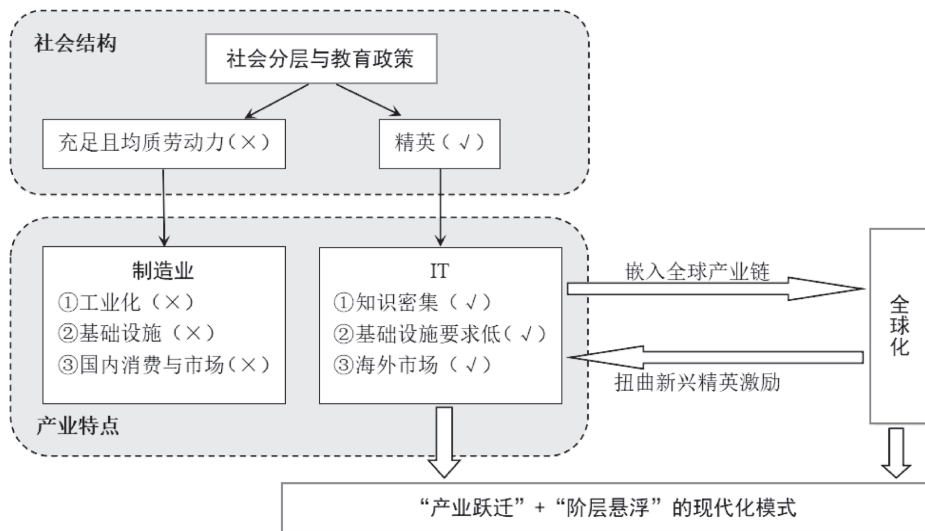 社会结构
社会分层与教育政策
充足且均质劳动力(×)
精英(√)
制造业
①工业化(×)
②基础设施(×)
③国内消费与市场(×)
IT
①知识密集(√)
②基础设施要求低(√)
③海外市场(√)
产业特点
嵌入全球产业链
扭曲新兴精英激励
全球化
“产业跃迁”+“阶层悬浮”的现代化模式